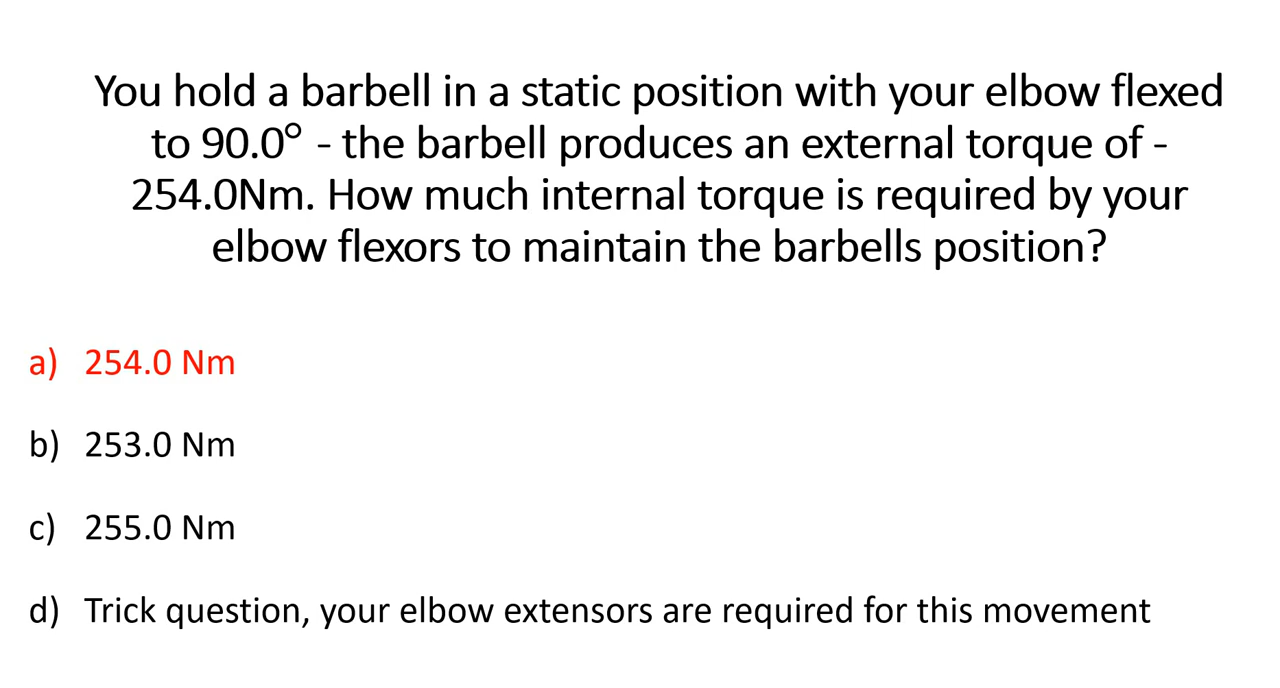 You hold a barbell in a static position with your elbow flexed
to 90.0° - the barbell produces an external torque of -
254.0Nm. How much internal torque is required by your
elbow flexors to maintain the barbells position?
a) 254.0 Nm
b) 253.0 Nm
c) 255.0 Nm
d) Trick question, your elbow extensors are required for this movement